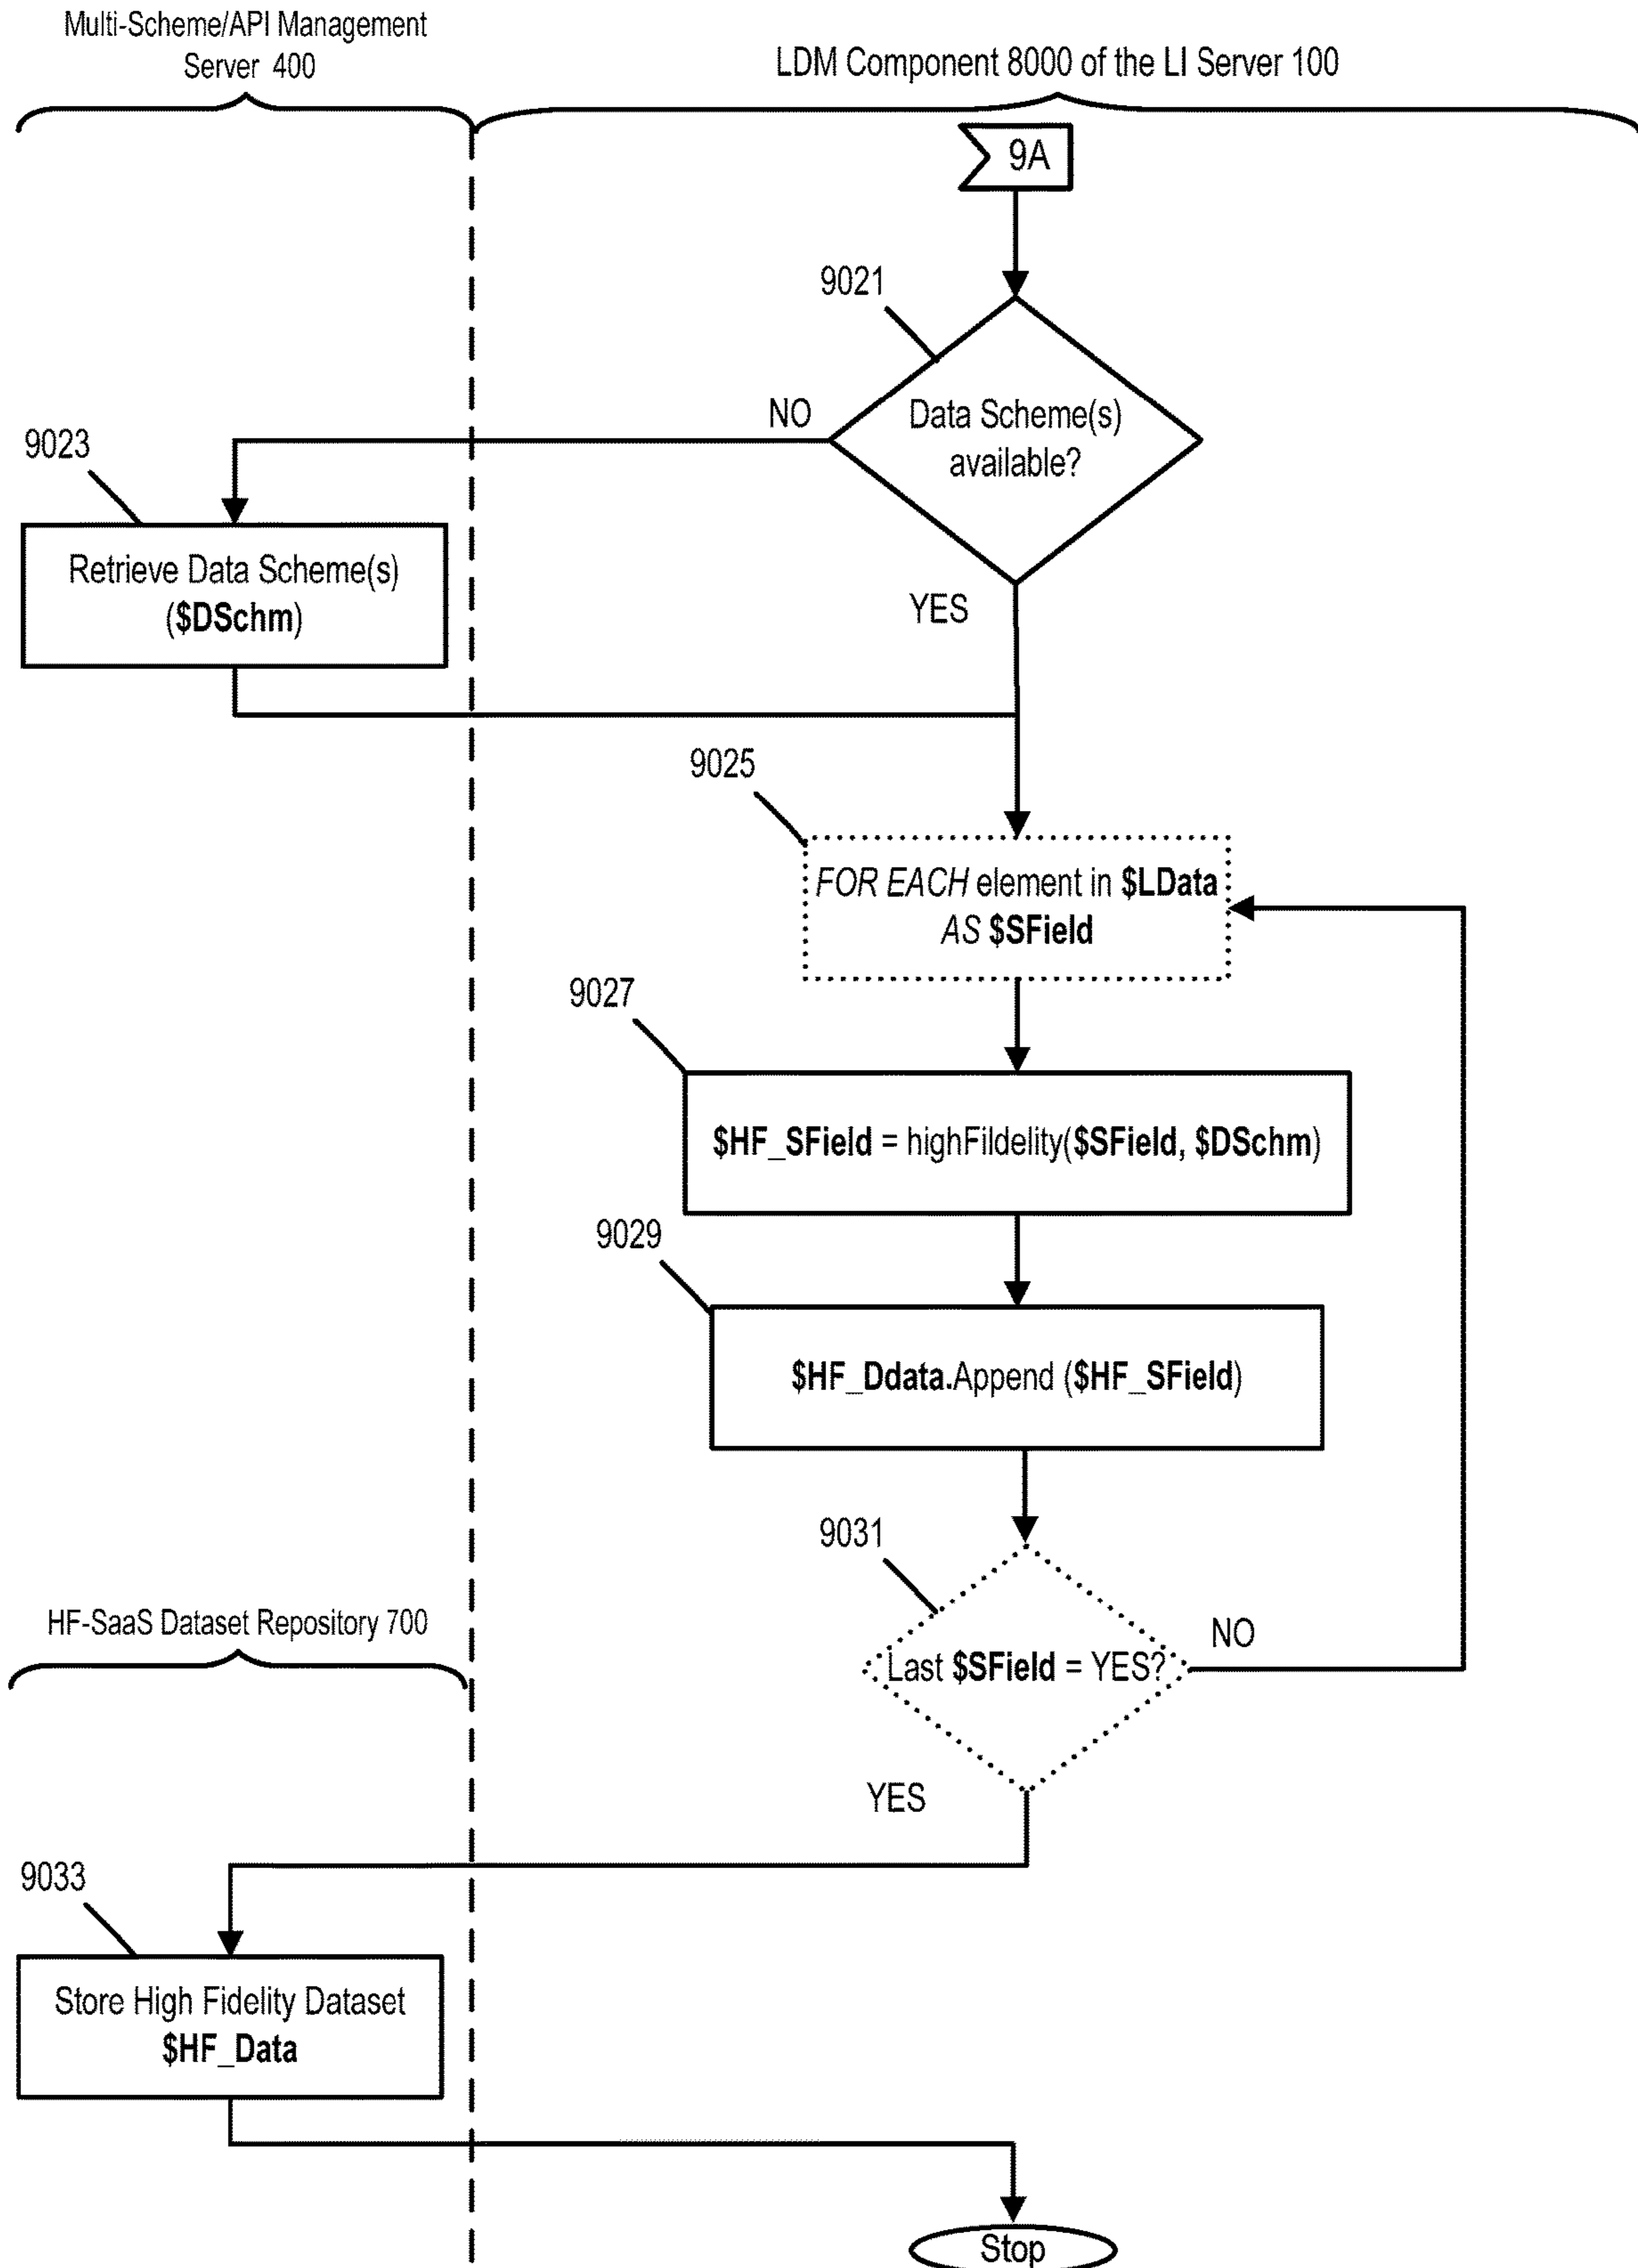 Multi-Scheme/API Management
Server 400
LDM Component 8000 of the LI Server 100
9A
9021
NO
Data Scheme(s)
available?
9023
Retrieve Data Scheme(s)
($DSchm)
YES
9025
FOR EACH element in $LData
AS $SField
9027
$HF_SField = highFildelity($SField, $DSchm)
9029
$HF_Ddata.Append ($HF_SField)
9031
HF-SaaS Dataset Repository 700
NO
Last $SField = YES?
YES
9033
Store High Fidelity Dataset
$HF_Data
Stop